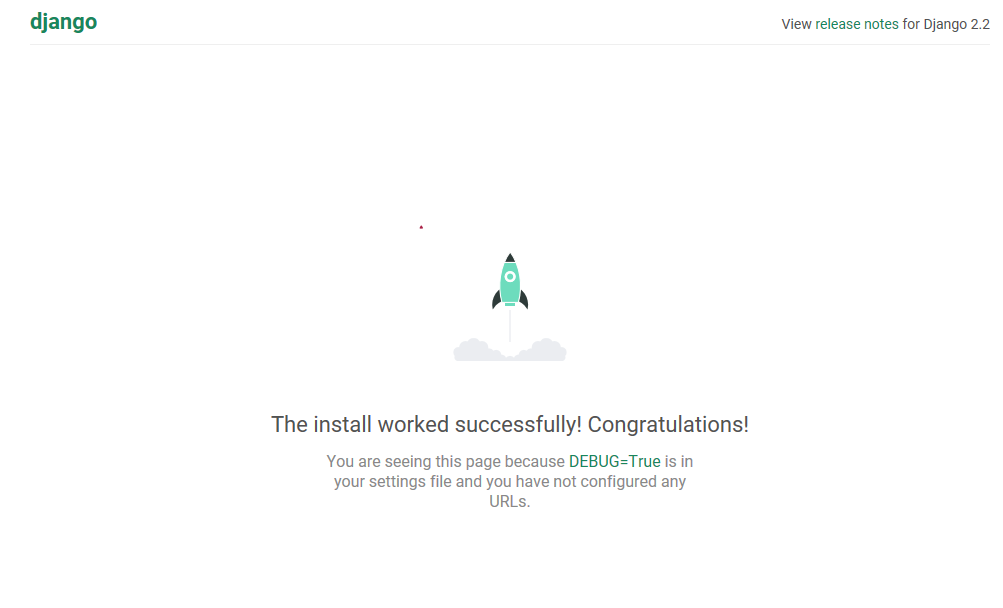 django
View release notes for Django 2.2
The install worked successfully! Congratulations!
You are seeing this page because DEBUG=True is in
your settings file and you have not configured any
URLs.